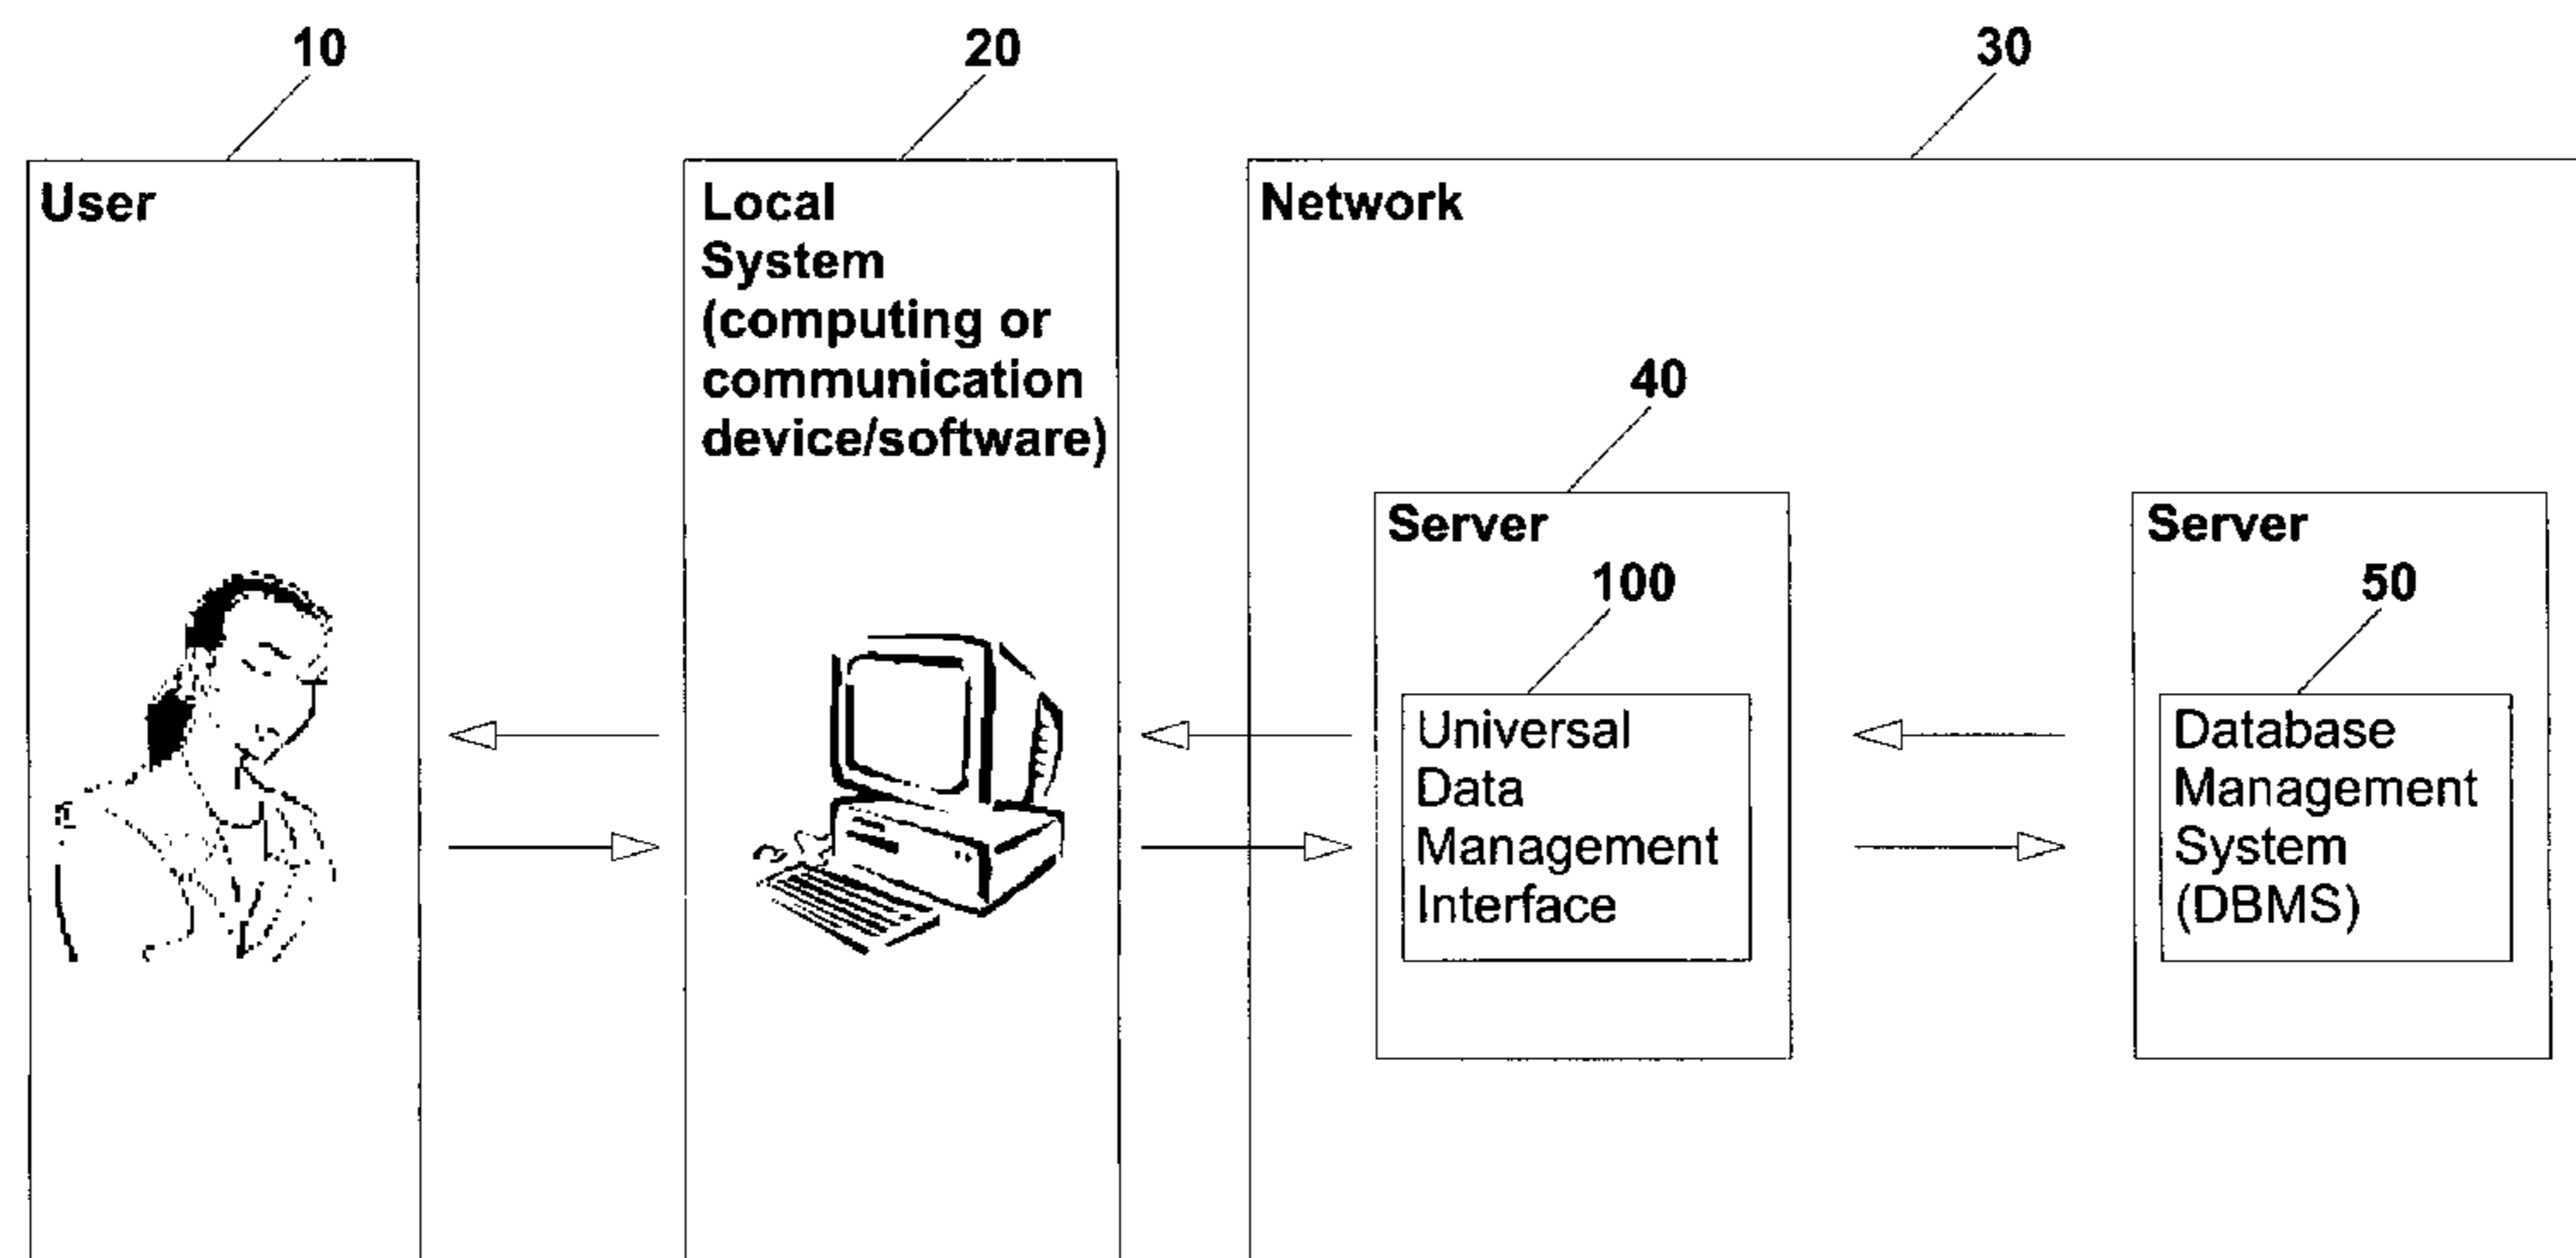 10
20
30
User
Local
System
(computing or
communication
device/software)
Network
40
Server
100
Universal
Data
Management
Interface
Server
50
Database
Management
System
(DBMS)